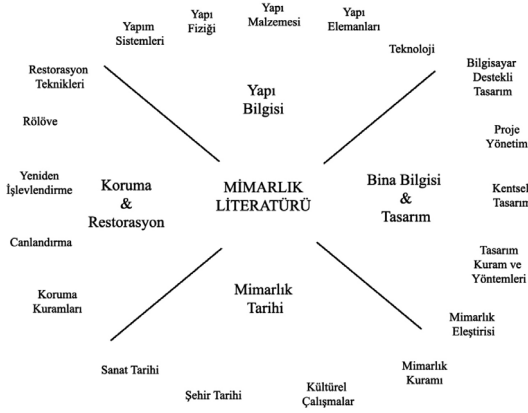 Yapım
Sistemleri
Yapı
Fiziği
Yapı
Malzemesi
Yapı
Elemanları
Teknoloji
Bilgisayar
Destekli
Tasarım
Proje
Yönetim
Kentsel
Tasarım
Tasarım
Kuram ve
Yöntemleri
Mimarlık
Eleştirisi
Mimarlık
Kuramı
Kültürel
Çalışmalar
Şehir Tarihi
Sanat Tarihi
Koruma
Kuramları
Canlandırma
Yeniden
İşlevlendirme
Rölöve
Restorasyon
Teknikleri
Yapı
Bilgisi
Koruma
&
Restorasyon
MİMARLIK
LİTERATÜRÜ
Bina Bilgisi
&
Tasarım
Mimarlık
Tarihi